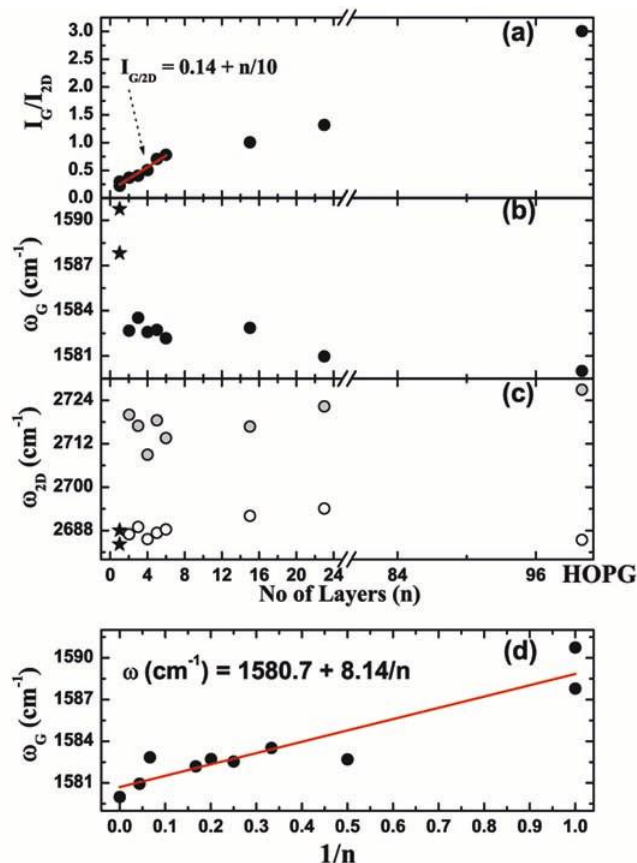 (a)
I_G/2D = 0.14 + n/10
I_G/I_2D
3.0
2.5
2.0
1.5
1.0
0.5
0.0
(b)
ω_G (cm⁻¹)
1590
1587
1584
1581
(c)
ω_2D (cm⁻¹)
2724
2712
2700
2688
0 4 8 12 16 20 24 84 96 HOPG
No of Layers (n)
(d)
ω (cm⁻¹) = 1580.7 + 8.14/n
ω_G (cm⁻¹)
1590
1587
1584
1581
0.0 0.1 0.2 0.3 0.4 0.5 0.6 0.7 0.8 0.9 1.0
1/n